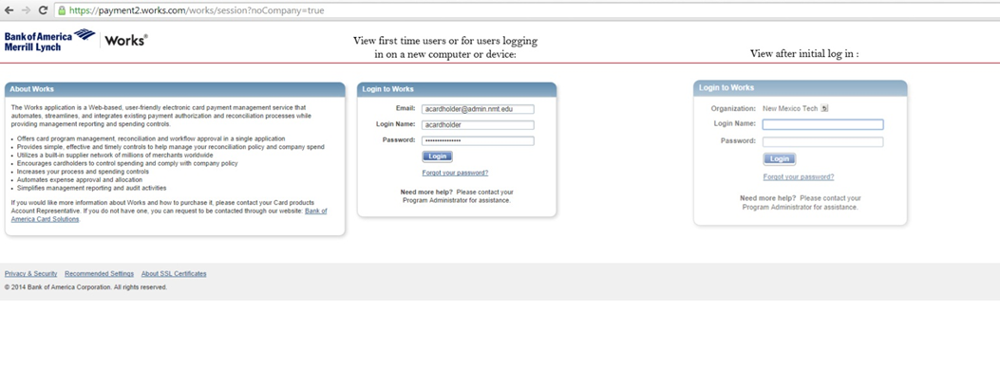 https://payment2.works.com/works/session?noCompany=true
Bank of America
Merrill Lynch
Works®
View first time users or for users logging
in on a new computer or device:
View after initial log in :
About Works
The Works application is a Web-based, user-friendly electronic card payment management service that
automates, streamlines, and integrates existing payment authorization and reconciliation processes while
providing management reporting and spending controls.
• Offers card program management, reconciliation and workflow approval in a single application
• Provides simple, effective and timely controls to help manage your reconciliation policy and company spend
• Utilizes a built-in supplier network of millions of merchants worldwide
• Encourages cardholders to control spending and comply with company policy
• Increases your process and spending controls
• Automates expense approval and allocation
• Simplifies management reporting and audit activities
If you would like more information about Works and how to purchase it, please contact your Card products
Account Representative. If you do not have one, you can request to be contacted through our website: Bank of
America Card Solutions.
Login to Works
Email: acardholder@admin.nmt.edu
Login Name: acardholder
Password: ••••••••••••••
Login
Forgot your password?
Need more help? Please contact your
Program Administrator for assistance.
Login to Works
Organization: New Mexico Tech
Login Name:
Password:
Login
Forgot your password?
Need more help? Please contact your
Program Administrator for assistance.
Privacy & Security Recommended Settings About SSL Certificates
© 2014 Bank of America Corporation. All rights reserved.